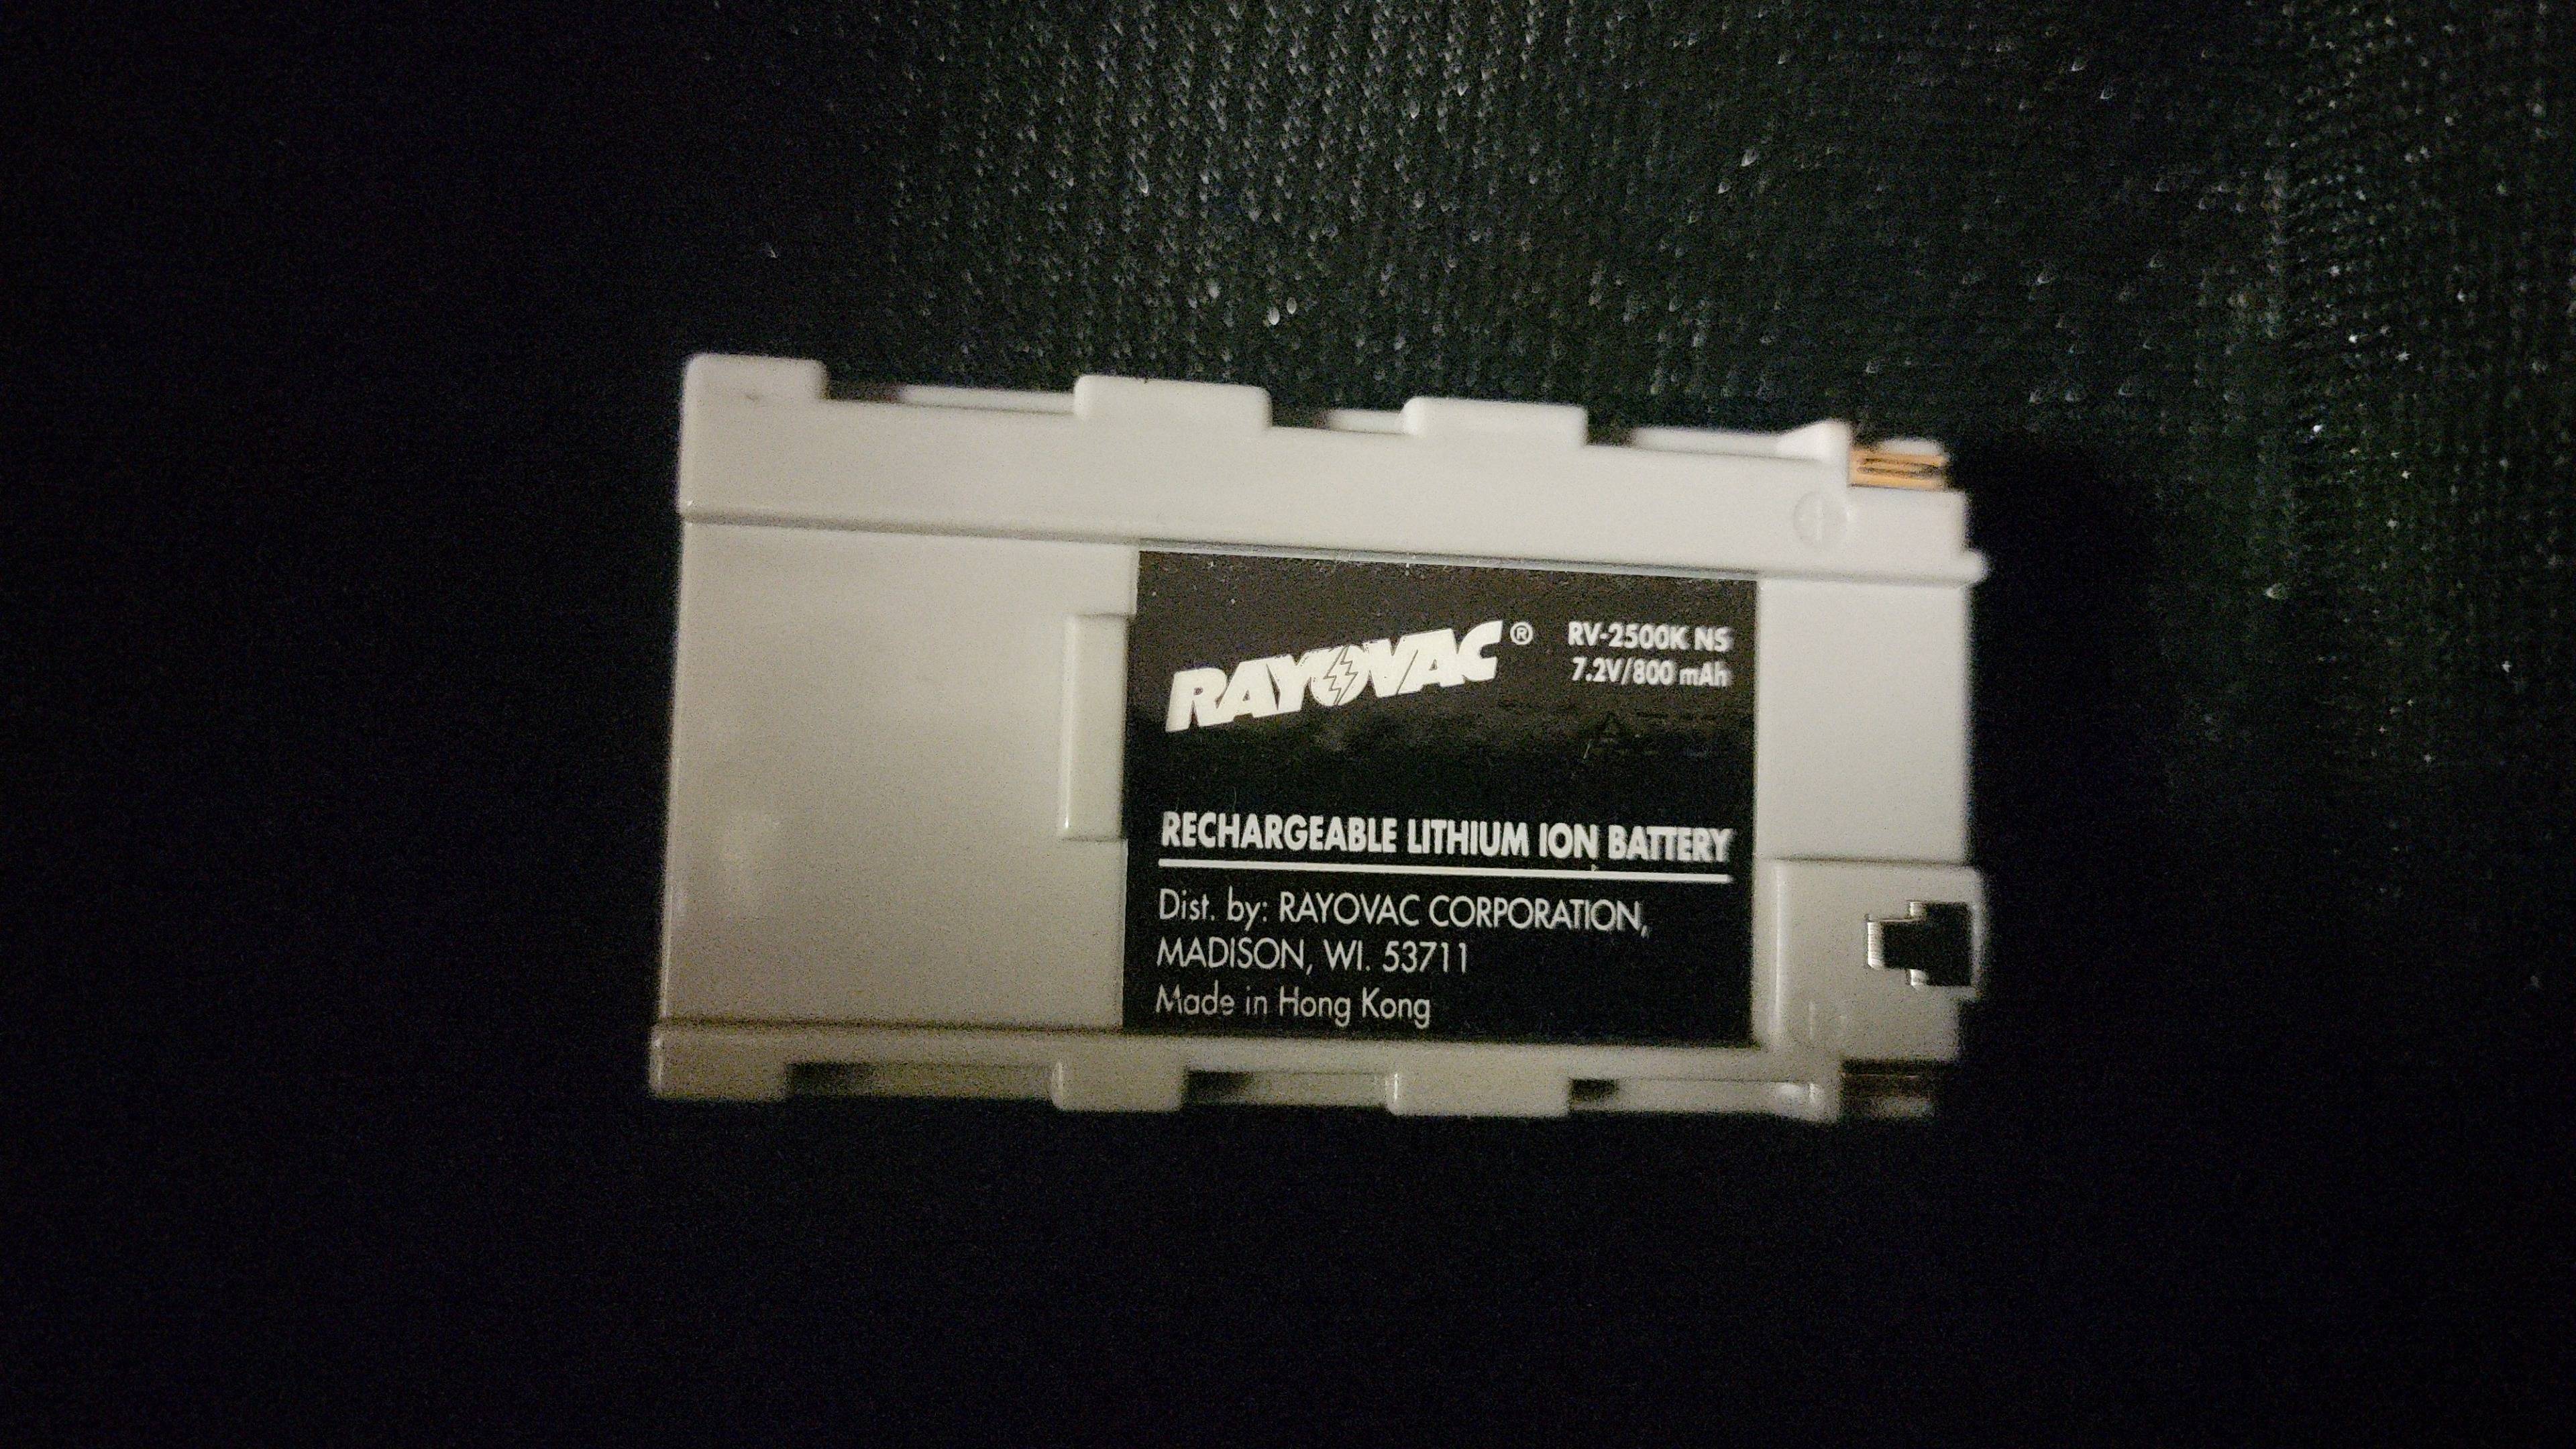 RAYOVAC®
RV-2500K NS
7.2V/800 mAh
RECHARGEABLE LITHIUM ION BATTERY
Dist. by: RAYOVAC CORPORATION,
MADISON, WI. 53711
Made in Hong Kong